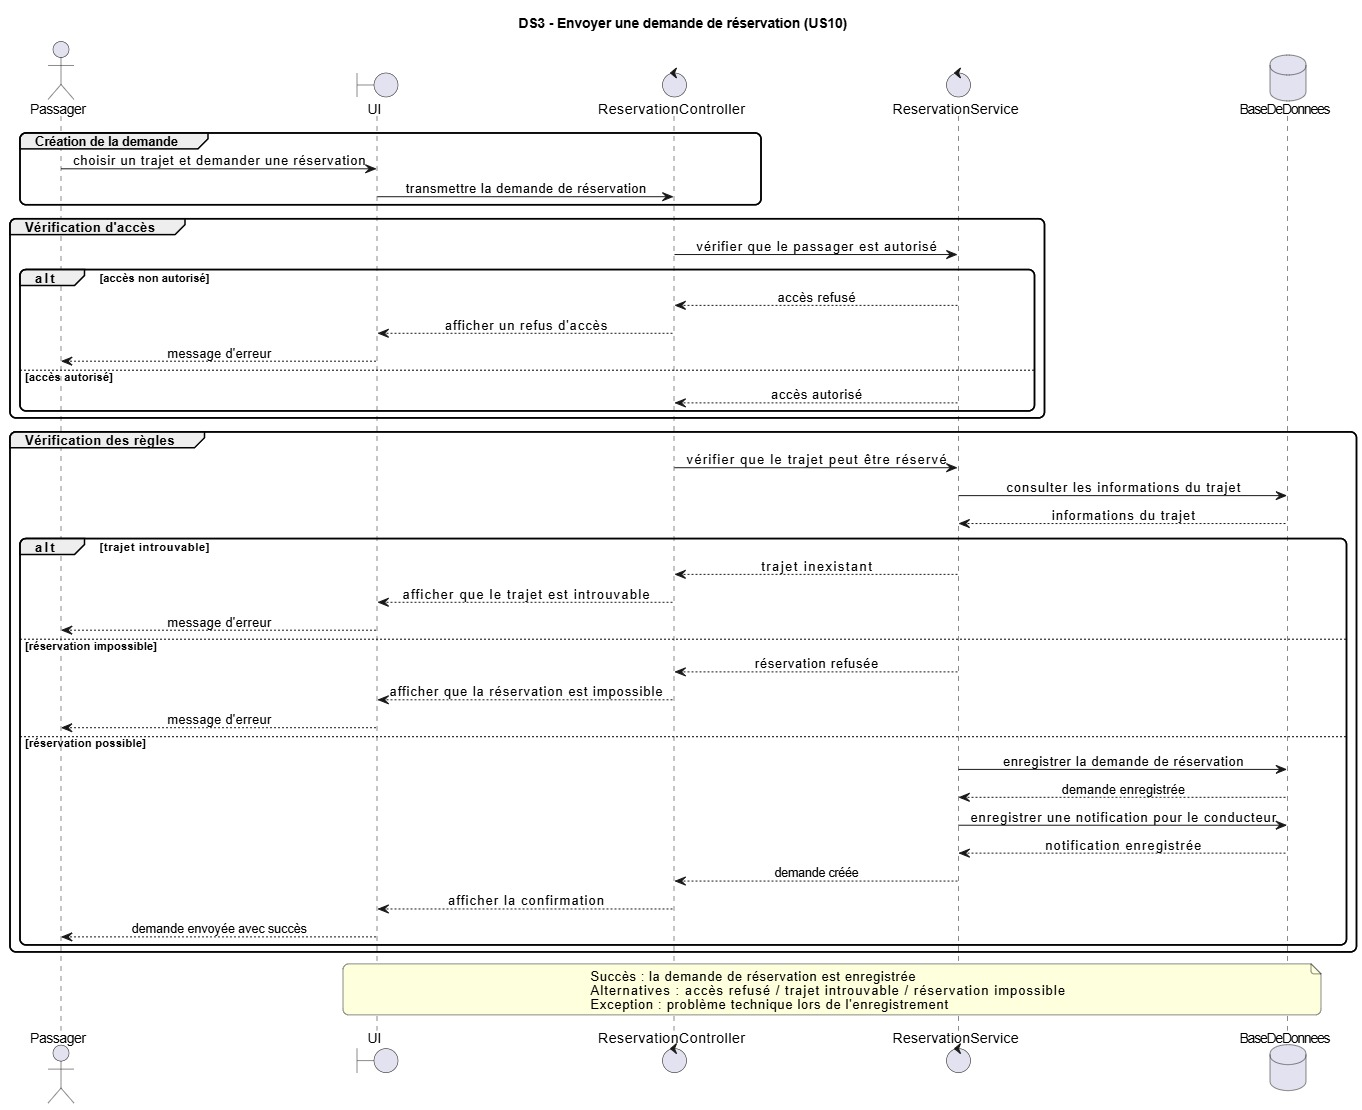 DS3 - Envoyer une demande de réservation (US10)
Passager
UI
ReservationController
ReservationService
BaseDeDonnees
Création de la demande
choisir un trajet et demander une réservation
transmettre la demande de réservation
Vérification d'accès
vérifier que le passager est autorisé
alt [accès non autorisé]
accès refusé
afficher un refus d'accès
message d'erreur
[accès autorisé]
accès autorisé
Vérification des règles
vérifier que le trajet peut être réservé
consulter les informations du trajet
informations du trajet
alt [trajet introuvable]
trajet inexistant
afficher que le trajet est introuvable
message d'erreur
[réservation impossible]
réservation refusée
afficher que la réservation est impossible
message d'erreur
[réservation possible]
enregistrer la demande de réservation
demande enregistrée
enregistrer une notification pour le conducteur
notification enregistrée
demande créée
afficher la confirmation
demande envoyée avec succès
Succès : la demande de réservation est enregistrée
Alternatives : accès refusé / trajet introuvable / réservation impossible
Exception : problème technique lors de l'enregistrement
Passager
UI
ReservationController
ReservationService
BaseDeDonnees